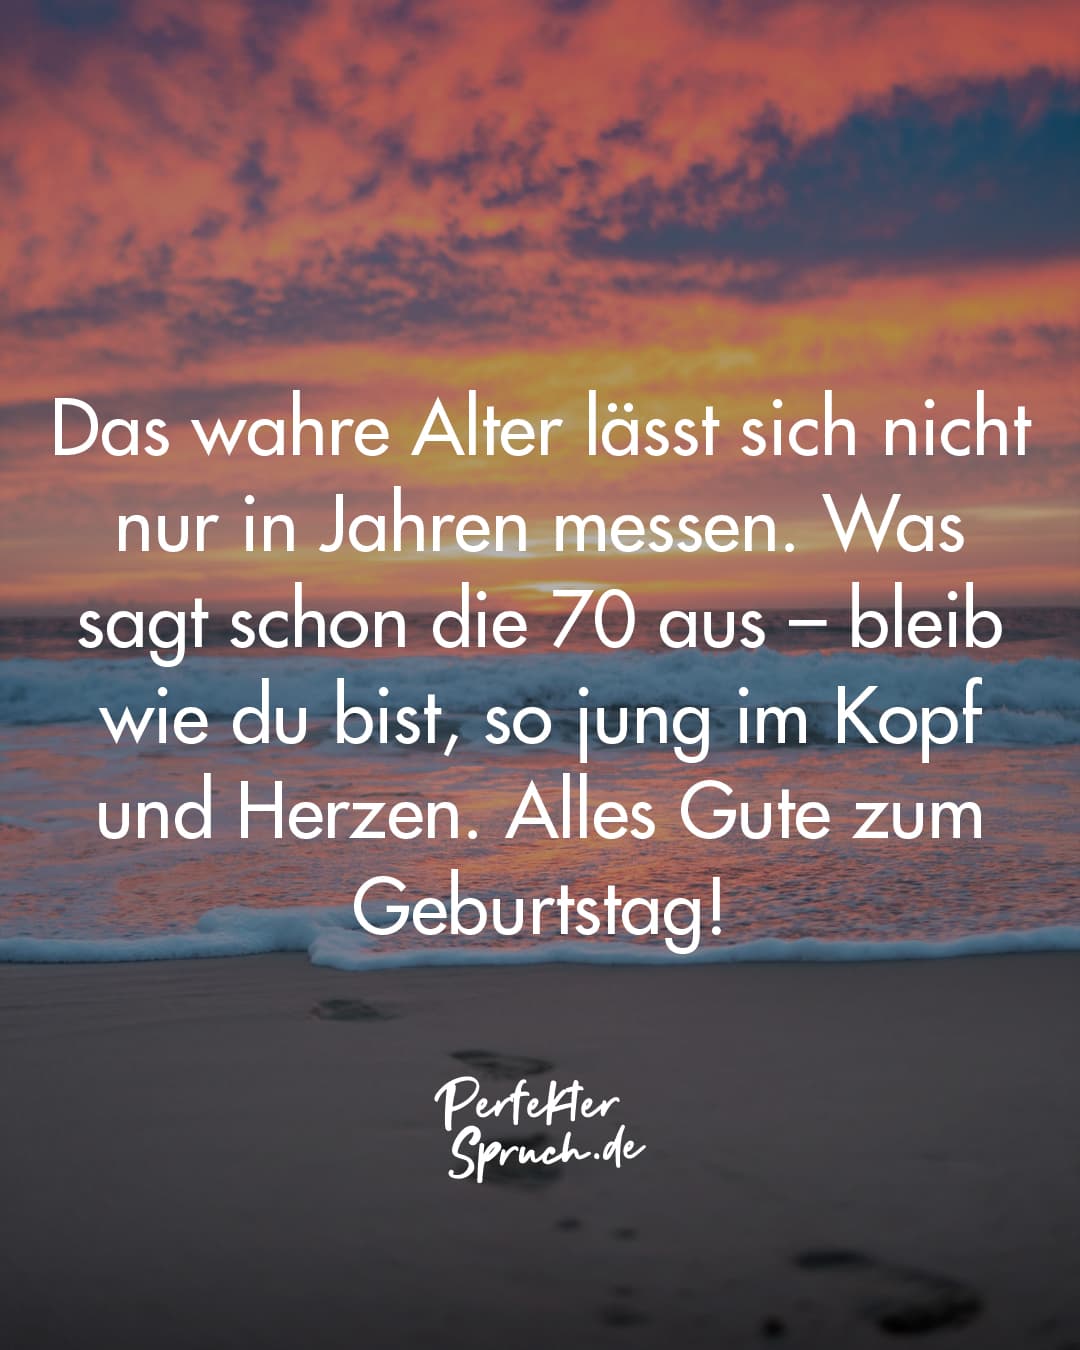 Das wahre Alter lässt sich nicht
nur in Jahren messen. Was
sagt schon die 70 aus – bleib
wie du bist, so jung im Kopf
und Herzen. Alles Gute zum
Geburtstag!
Perfekter
Spruch.de